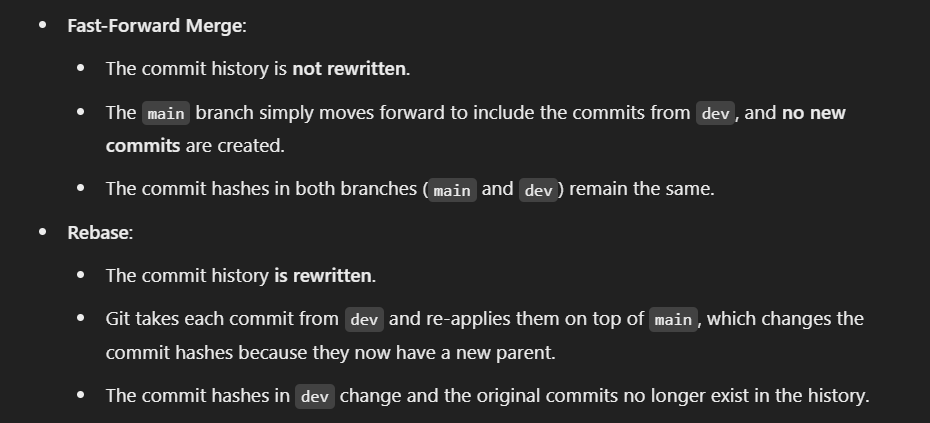 Fast-Forward Merge:
The commit history is not rewritten.
The main branch simply moves forward to include the commits from dev, and no new
commits are created.
The commit hashes in both branches (main and dev) remain the same.
Rebase:
The commit history is rewritten.
Git takes each commit from dev and re-applies them on top of main, which changes the
commit hashes because they now have a new parent.
The commit hashes in dev change and the original commits no longer exist in the history.